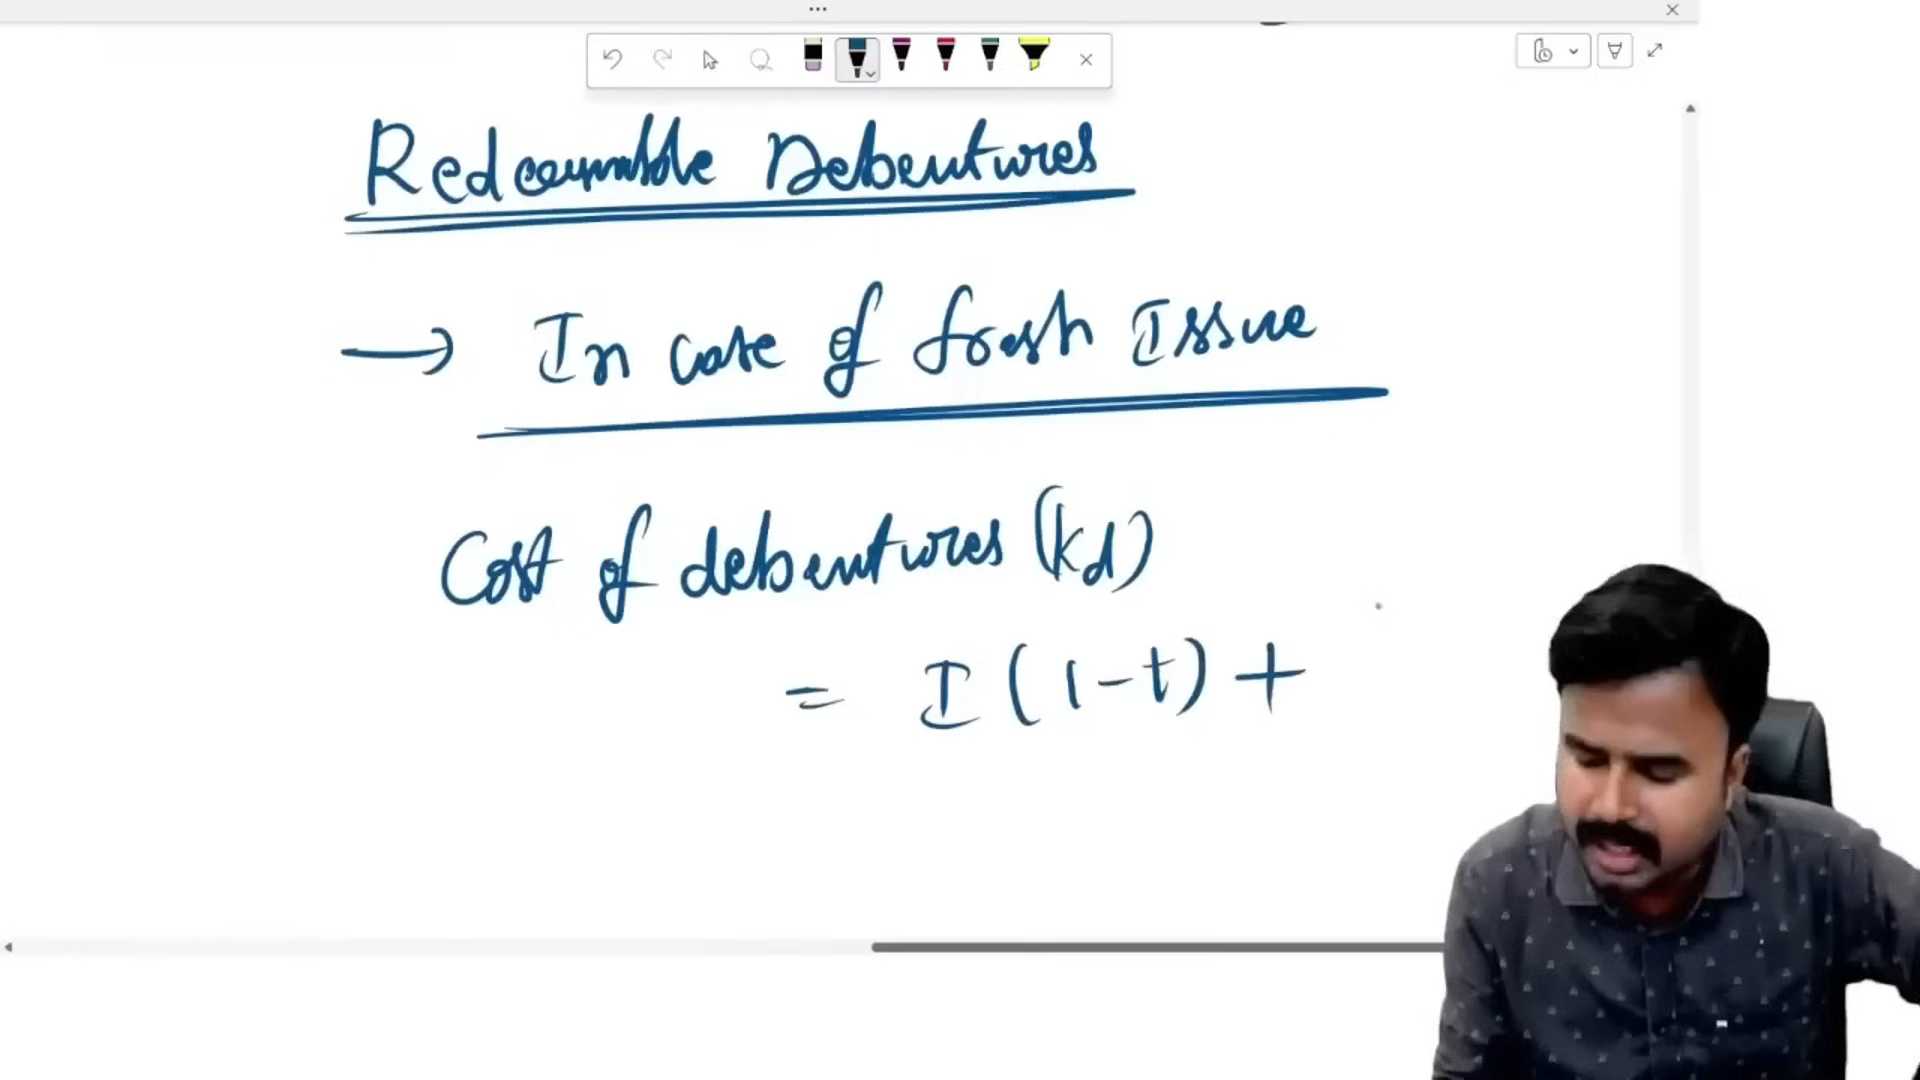 Redeemable Debentures
→ In case of fresh Issue
Cost of debentures (kd)
= I (1-t) +